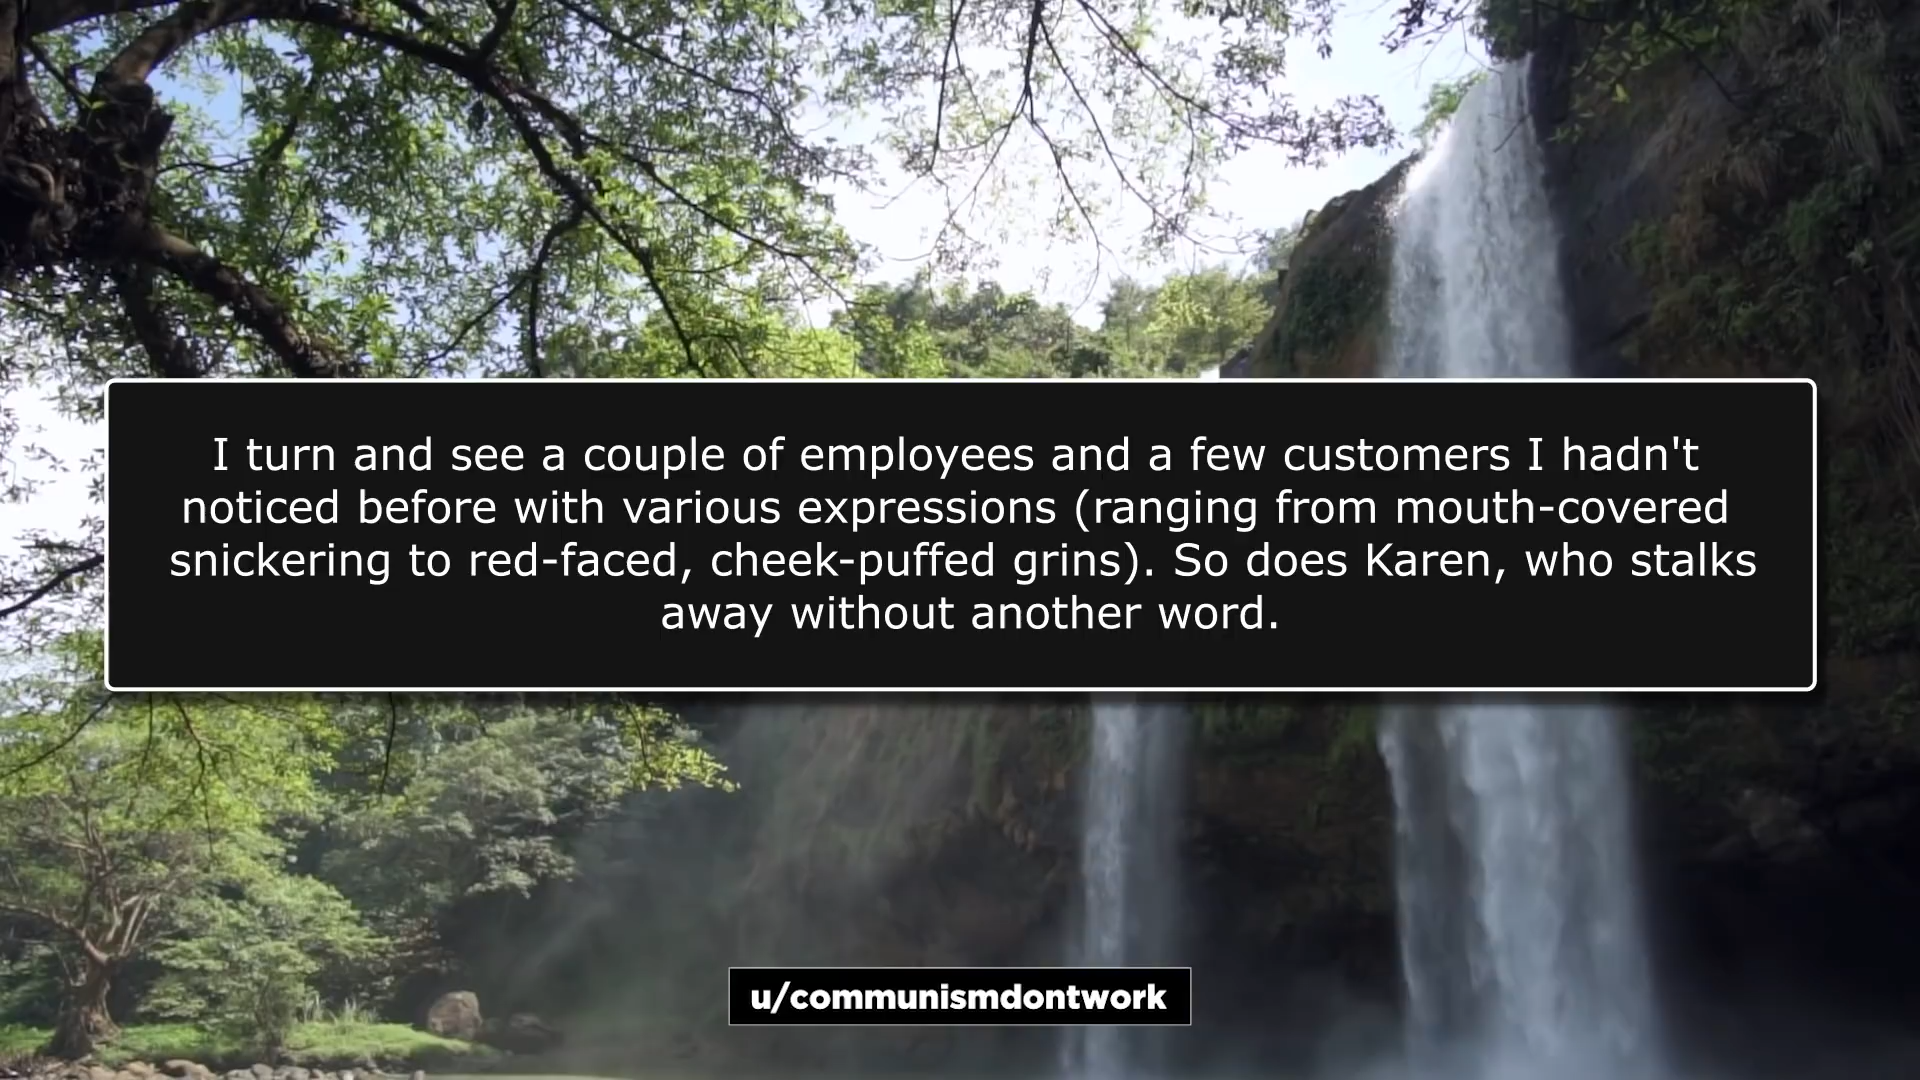 I turn and see a couple of employees and a few customers I hadn't
noticed before with various expressions (ranging from mouth-covered
snickering to red-faced, cheek-puffed grins). So does Karen, who stalks
away without another word.
u/communismdontwork